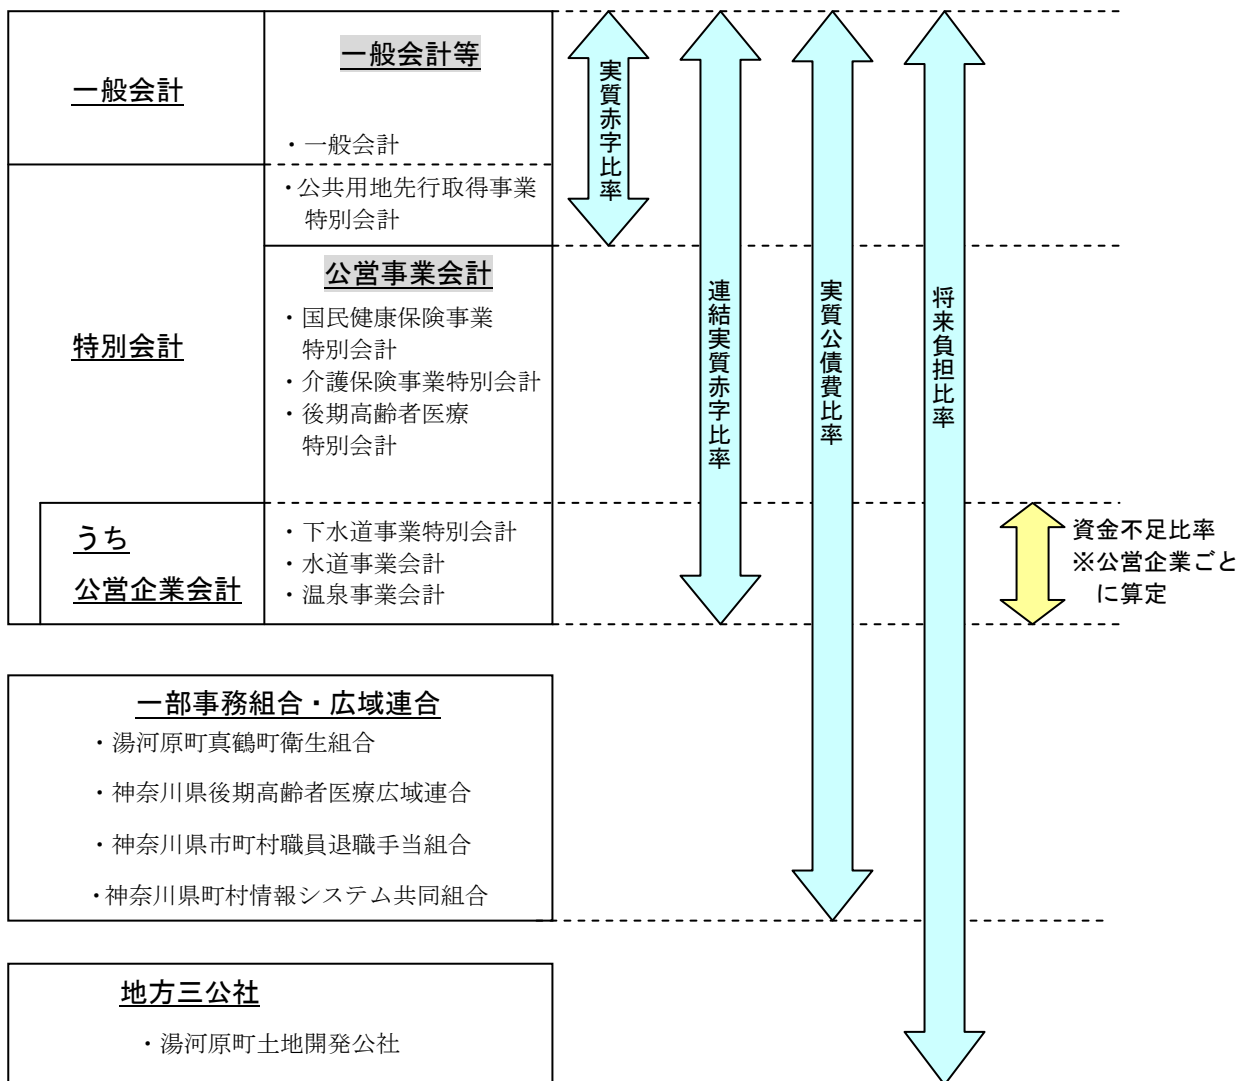 一般会計
一般会計等
・一般会計
・公共用地先行取得事業
特別会計
特別会計
公営事業会計
・国民健康保険事業
特別会計
・介護保険事業特別会計
・後期高齢者医療
特別会計
うち
公営企業会計
・下水道事業特別会計
・水道事業会計
・温泉事業会計
実質赤字比率
連結実質赤字比率
実質公債費比率
将来負担比率
資金不足比率
※公営企業ごと
に算定
一部事務組合・広域連合
・湯河原町真鶴町衛生組合
・神奈川県後期高齢者医療広域連合
・神奈川県市町村職員退職手当組合
・神奈川県町村情報システム共同組合
地方三公社
・湯河原町土地開発公社